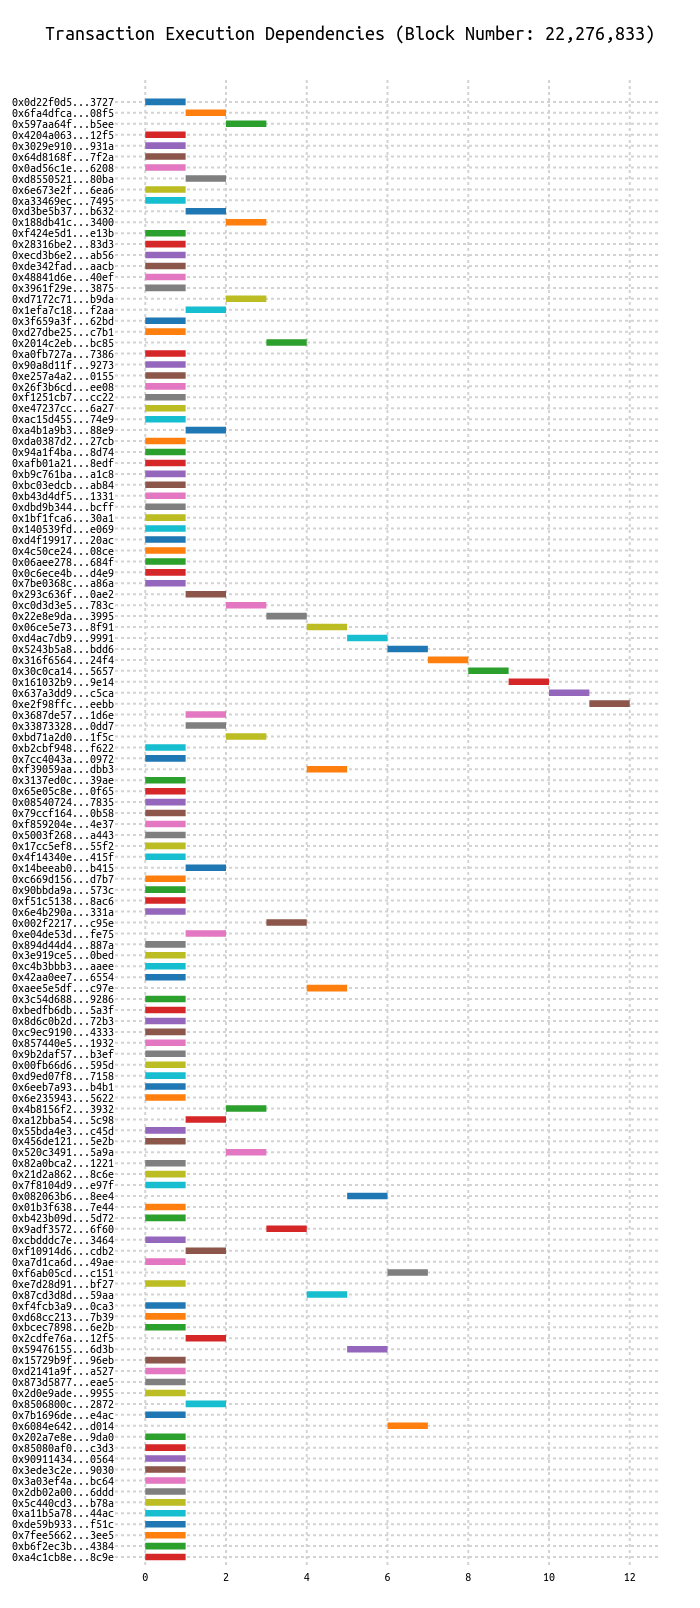 Transaction Execution Dependencies (Block Number: 22,276,833)
0x0d22f0d5...3727
0x6fa4dfca...08f5
0x597aa64f...b5ee
0x4204a063...12f5
0x3029e910...931a
0x64d8168f...7f2a
0x0ad56c1e...6208
0xd8550521...80ba
0x6e673e2f...6ea6
0xa33469ec...7495
0xd3be5b37...b632
0x188db41c...3400
0xf424e5d1...e13b
0x28316be2...83d3
0xecd3b6e2...ab56
0xde342fad...aacb
0x48841d6e...40ef
0x3961f29e...3875
0xd7172c71...b9da
0x1efa7c18...f2aa
0x3f659a3f...62bd
0xd27dbe25...c7b1
0x2014c2eb...bc85
0xa0fb727a...7386
0x90a8d11f...9273
0xe257a4a2...0155
0x26f3b6cd...ee08
0xf1251cb7...cc22
0xe47237cc...6a27
0xac15d455...74e9
0xa4b1a9b3...88e9
0xda0387d2...27cb
0x94a1f4ba...8d74
0xafb01a21...8edf
0xb9c761ba...a1c8
0xbc03edcb...ab84
0xb43d4df5...1331
0xdbd9b344...bcff
0x1bf1fca6...30a1
0x140539fd...e069
0xd4f19917...20ac
0x4c50ce24...08ce
0x06aee278...684f
0x0c6ece4b...d4e9
0x7be0368c...a86a
0x293c636f...0ae2
0xc0d3d3e5...783c
0x22e8e9da...3995
0x06ce5e73...8f91
0xd4ac7db9...9991
0x5243b5a8...bdd6
0x316f6564...24f4
0x30c0ca14...5657
0x161032b9...9e14
0x637a3dd9...c5ca
0xe2f98ffc...eebb
0x3687de57...1d6e
0x33873328...0dd7
0xbd71a2d0...1f5c
0xb2cbf948...f622
0x7cc4043a...0972
0xf39059aa...dbb3
0x3137ed0c...39ae
0x65e05c8e...0f65
0x08540724...7835
0x79ccf164...0b58
0xf859204e...4e37
0x5003f268...a443
0x17cc5ef8...55f2
0x4f14340e...415f
0x14beeab0...b415
0xc669d156...d7b7
0x90bbda9a...573c
0xf51c5138...8ac6
0x6e4b290a...331a
0x002f2217...c95e
0xe04de53d...fe75
0x894d44d4...887a
0x3e919ce5...0bed
0xc4b3bbb3...aaee
0x42aa0ee7...6554
0xaee5e5df...c97e
0x3c54d688...9286
0xbedfb6db...5a3f
0x8d6c0b2d...72b3
0xc9ec9190...4333
0x857440e5...1932
0x9b2daf57...b3ef
0x00fb66d6...595d
0xd9ed07f8...7158
0x6eeb7a93...b4b1
0x6e235943...5622
0x4b8156f2...3932
0xa12bba54...5c98
0x55bda4e3...c45d
0x456de121...5e2b
0x520c3491...5a9a
0x82a0bca2...1221
0x21d2a862...8c6e
0x7f8104d9...e97f
0x082063b6...8ee4
0x01b3f638...7e44
0xb423b09d...5d72
0x9adf3572...6f60
0xcbdddc7e...3464
0xf10914d6...cdb2
0xa7d1ca6d...49ae
0xf6ab05cd...c151
0xe7d28d91...bf27
0x87cd3d8d...59aa
0xf4fcb3a9...0ca3
0xd68cc213...7b39
0xbcec7898...6e2b
0x2cdfe76a...12f5
0x59476155...6d3b
0x15729b9f...96eb
0xd2141a9f...a527
0x873d5877...eae5
0x2d0e9ade...9955
0x8506800c...2872
0x7b1696de...e4ac
0x6084e642...d014
0x202a7e8e...9da0
0x85080af0...c3d3
0x90911434...0564
0x3ede3c2e...9030
0x3a03ef4a...bc64
0x2db02a00...6ddd
0x5c440cd3...b78a
0xa11b5a78...44ac
0xde59b933...f51c
0x7fee5662...3ee5
0xb6f2ec3b...4384
0xa4c1cb8e...8c9e
0 2 4 6 8 10 12